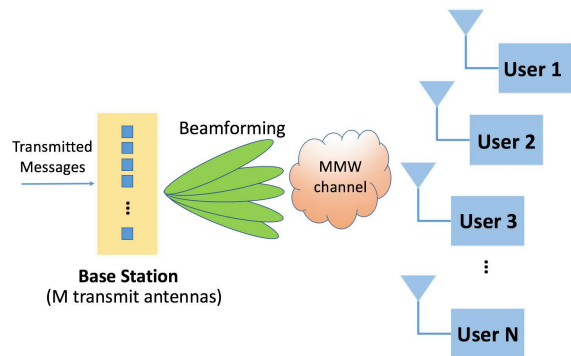 Transmitted
Messages
Beamforming
MMW
channel
User 1
User 2
User 3
...
User N
...
Base Station
(M transmit antennas)